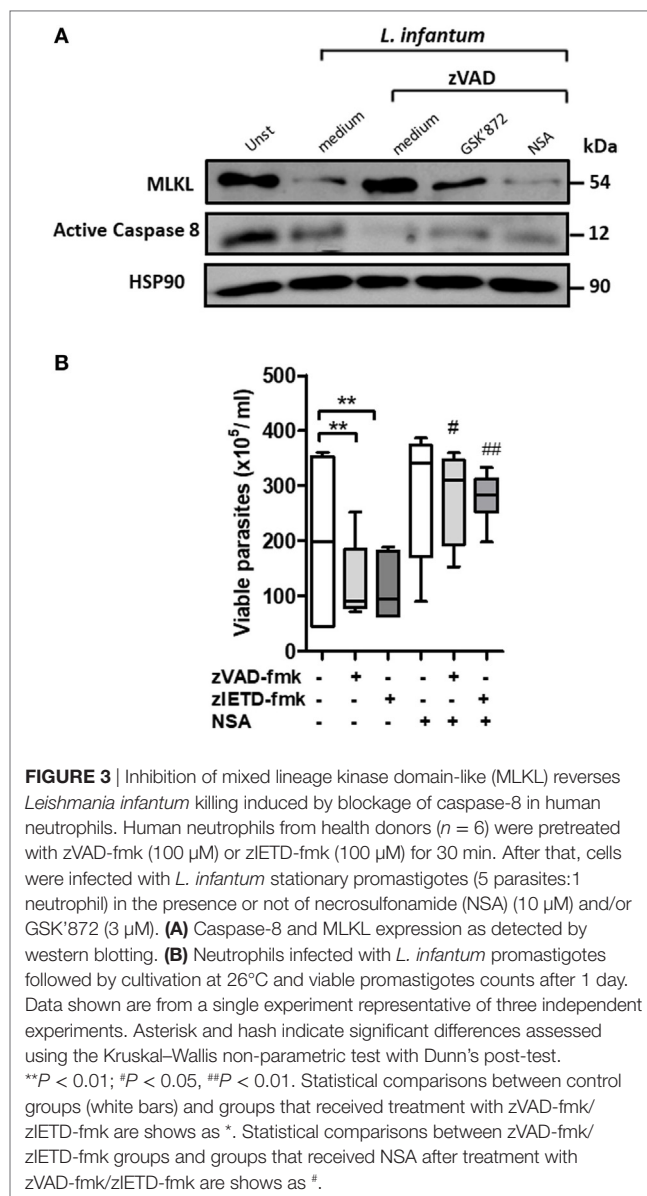 A
L. infantum
zVAD
Unst
medium
medium
GSK'872
NSA
kDa
MLKL
54
Active Caspase 8
12
HSP90
90
B
500
400
300
200
100
0
Viable parasites (x10⁵/ ml)
**
**
#
##
zVAD-fmk - + - - + -
zIETD-fmk - - + - - +
NSA - - - + + +
FIGURE 3 | Inhibition of mixed lineage kinase domain-like (MLKL) reverses
Leishmania infantum killing induced by blockage of caspase-8 in human
neutrophils. Human neutrophils from health donors (n = 6) were pretreated
with zVAD-fmk (100 μM) or zIETD-fmk (100 μM) for 30 min. After that, cells
were infected with L. infantum stationary promastigotes (5 parasites:1
neutrophil) in the presence or not of necrosulfonamide (NSA) (10 μM) and/or
GSK'872 (3 μM). (A) Caspase-8 and MLKL expression as detected by
western blotting. (B) Neutrophils infected with L. infantum promastigotes
followed by cultivation at 26°C and viable promastigotes counts after 1 day.
Data shown are from a single experiment representative of three independent
experiments. Asterisk and hash indicate significant differences assessed
using the Kruskal–Wallis non-parametric test with Dunn's post-test.
**P < 0.01; #P < 0.05, ##P < 0.01. Statistical comparisons between control
groups (white bars) and groups that received treatment with zVAD-fmk/
zIETD-fmk are shows as *. Statistical comparisons between zVAD-fmk/
zIETD-fmk groups and groups that received NSA after treatment with
zVAD-fmk/zIETD-fmk are shows as #.